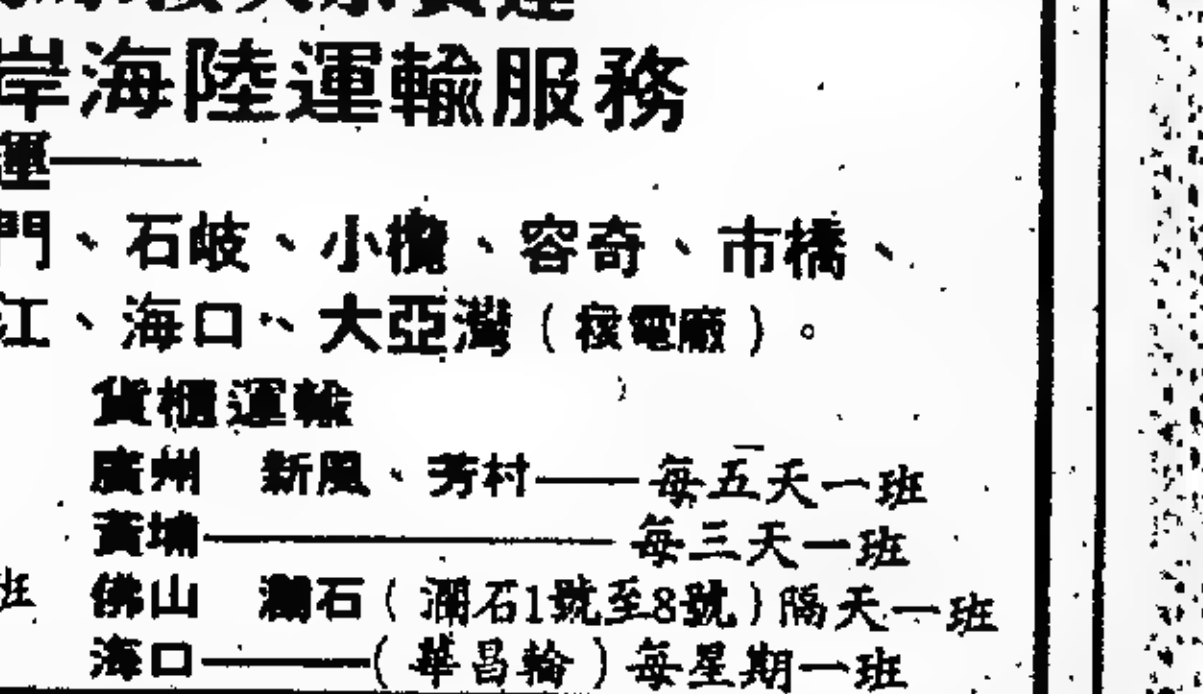 岸海陸運輸服務
運——
門、石岐、小欖、容奇、市橋、
江、海口、大亞灣(核電廠)。
貨櫃運輸
廣州 新風、芳村——每五天一班
黃埔————每三天一班
班 佛山 瀾石(瀾石1號至8號)隔天一班
海口——(華昌輪)每星期一班